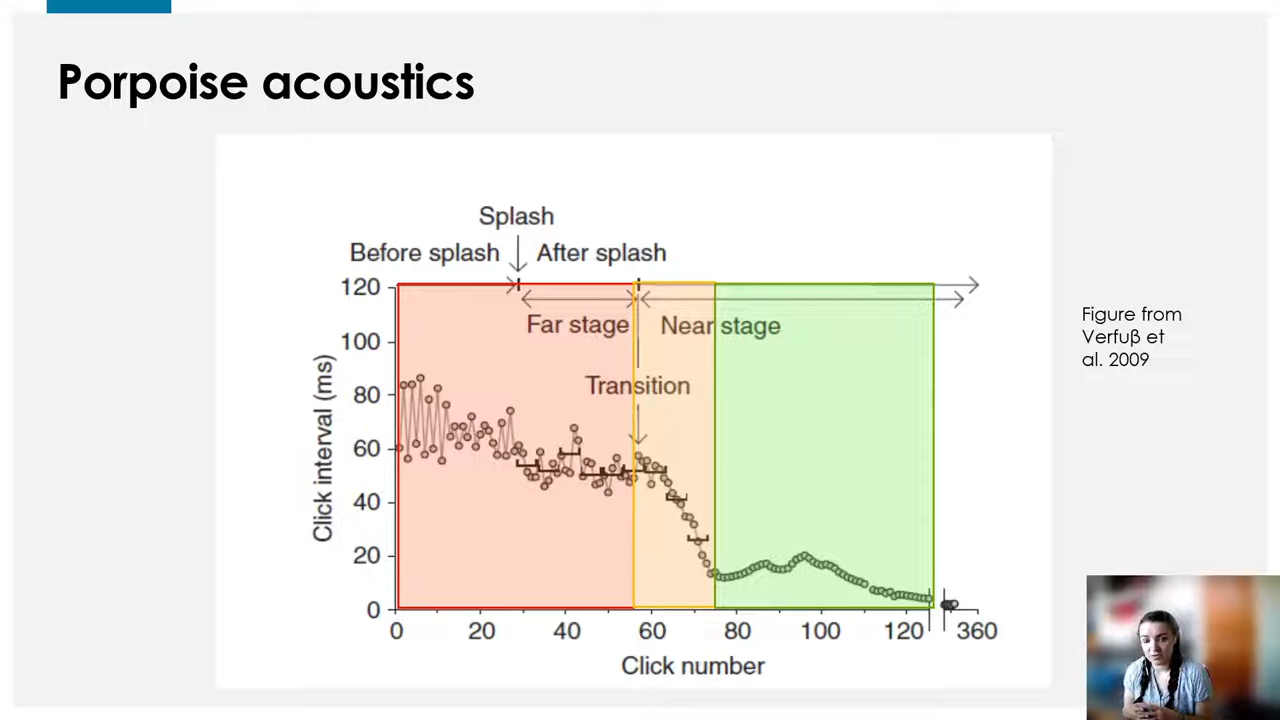 Porpoise acoustics
Splash
Before splash
After splash
Far stage
Near stage
Transition
120
100
80
60
40
20
0
Click interval (ms)
0
20
40
60
80
100
120
360
Click number
Figure from
Verfuβ et
al. 2009